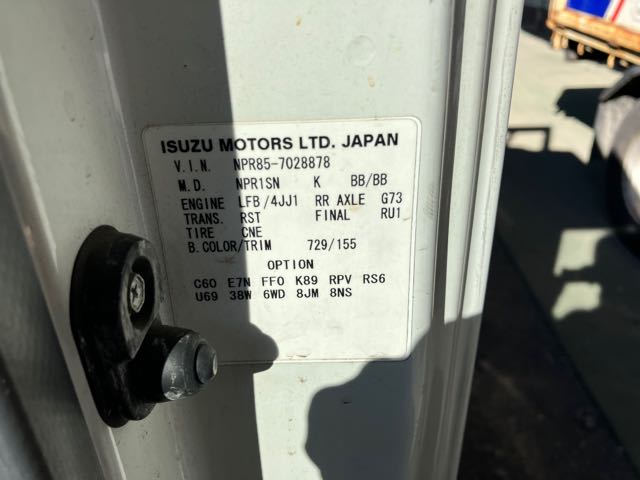 ISUZU MOTORS LTD. JAPAN
V.I.N. NPR85-7028878
M.D. NPR1SN K BB/BB
ENGINE LFB/4JJ1 RR AXLE G73
TRANS. RST FINAL RU1
TIRE CNE
B.COLOR/TRIM 729/155
OPTION
C60 E7N FFO K89 RPV RS6
U69 38W 6WD 8JM 8NS